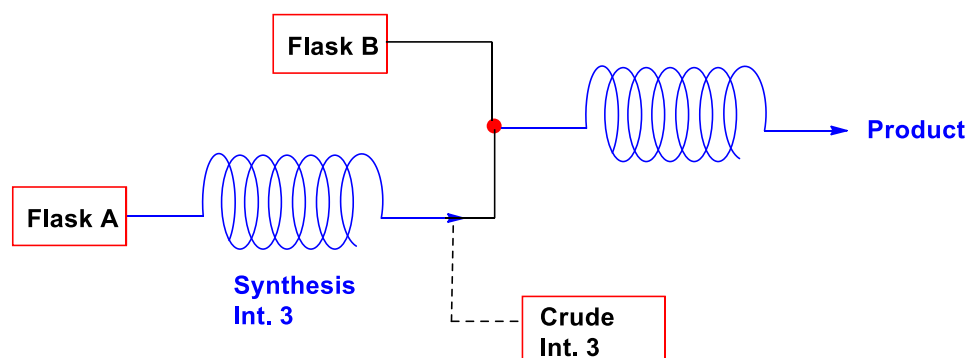 Flask B
Product
Flask A
Synthesis
Int. 3
Crude
Int. 3